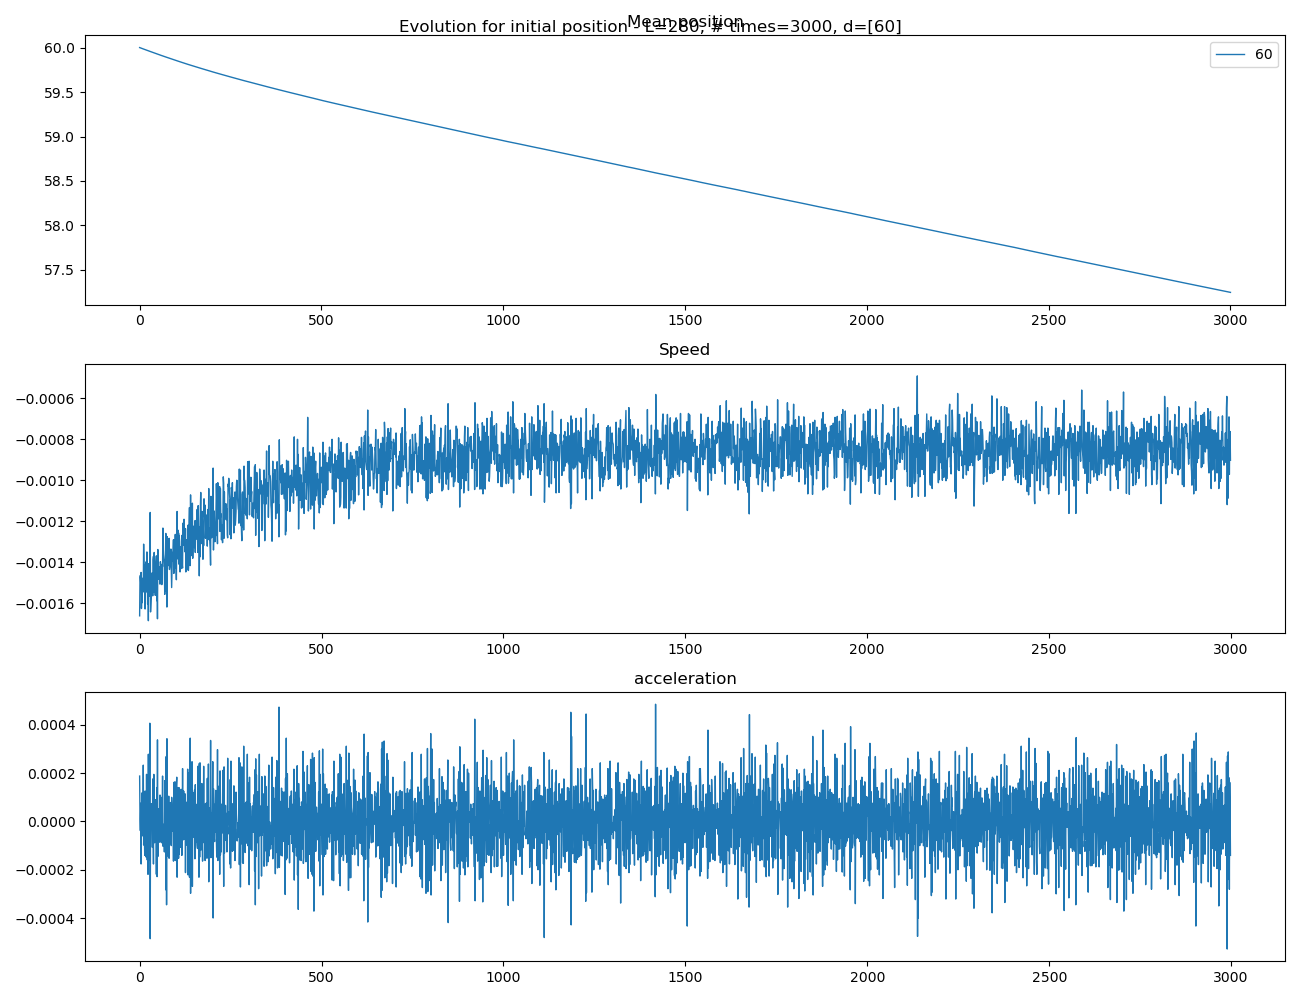 Mean position
Evolution for initial position - L=280, # times=3000, d=[60]
60
60.0
59.5
59.0
58.5
58.0
57.5
0 500 1000 1500 2000 2500 3000
Speed
−0.0006
−0.0008
−0.0010
−0.0012
−0.0014
−0.0016
0 500 1000 1500 2000 2500 3000
acceleration
0.0004
0.0002
0.0000
−0.0002
−0.0004
0 500 1000 1500 2000 2500 3000